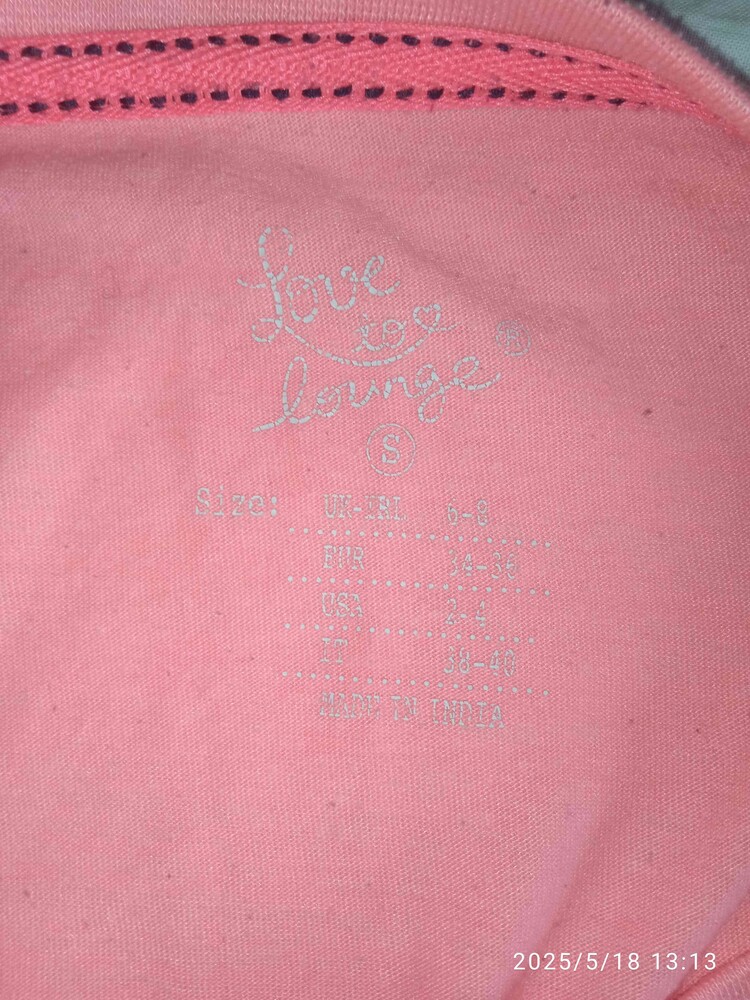 Love
to
lounge ®
S
Size: UK-IRL 6-8
EUR 34-36
USA 2-4
IT 38-40
MADE IN INDIA
2025/5/18 13:13